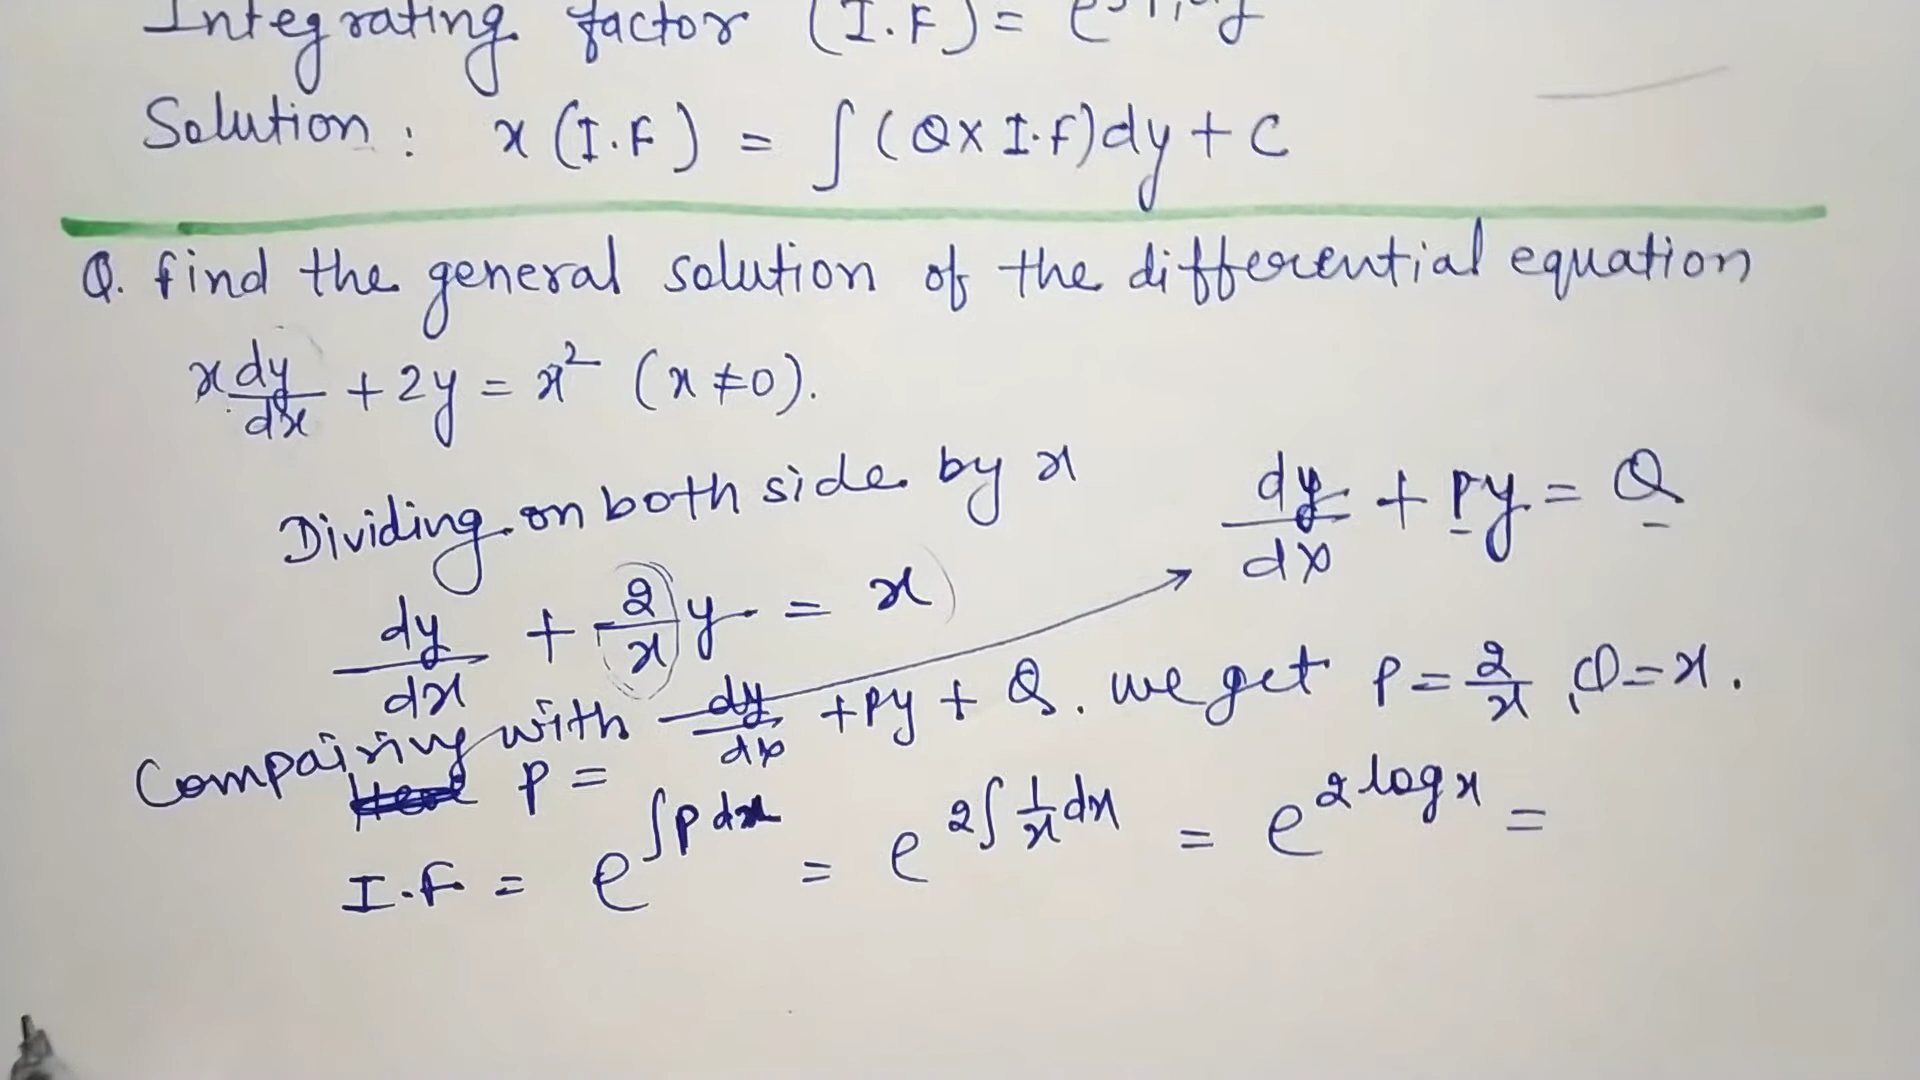 Integrating factor (I.F) = e
Solution : x (I.F) = ∫(Q×I.F)dy + C
Q. find the general solution of the differential equation
x dy/dx + 2y = x² (x ≠ 0).
Dividing on both side by x
dy/dx + Py = Q
dy/dx + 2/x y = x
Compairing with dy/dx + Py + Q. we get P = 2/x, Q = x.
P =
I.F = e^∫P dx = e^2∫1/x dx = e^2 log x =